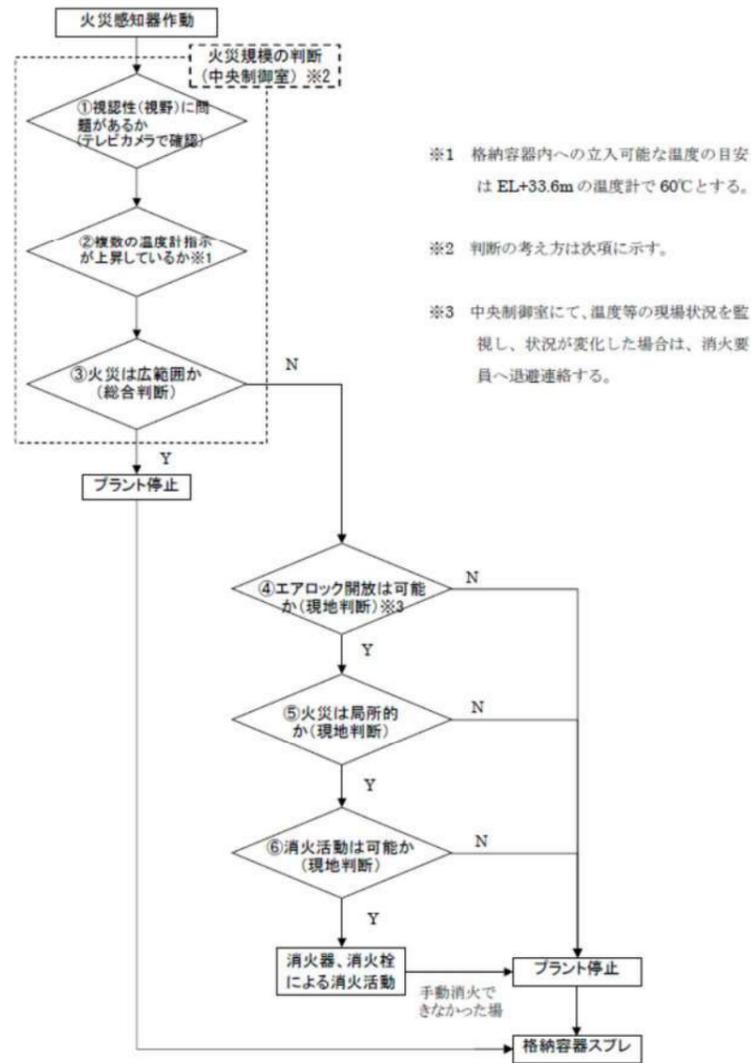 火災感知器作動
火災規模の判断
(中央制御室) ※2
①視認性(視野)に問
題があるか
(テレビカメラで確認)
②複数の温度計指示
が上昇しているか※1
③火災は広範囲か
(総合判断)
N
Y
プラント停止
※1 格納容器内への立入可能な温度の目安
は EL+33.6m の温度計で 60℃とする。
※2 判断の考え方は次項に示す。
※3 中央制御室にて、温度等の現場状況を監
視し、状況が変化した場合は、消火要
員へ退避連絡する。
④エアロック開放は可能
か(現地判断)※3
N
Y
⑤火災は局所的
か(現地判断)
N
Y
⑥消火活動は可能か
(現地判断)
N
Y
消火器、消火栓
による消火活動
手動消火で
きなかった場
プラント停止
格納容器スプレ